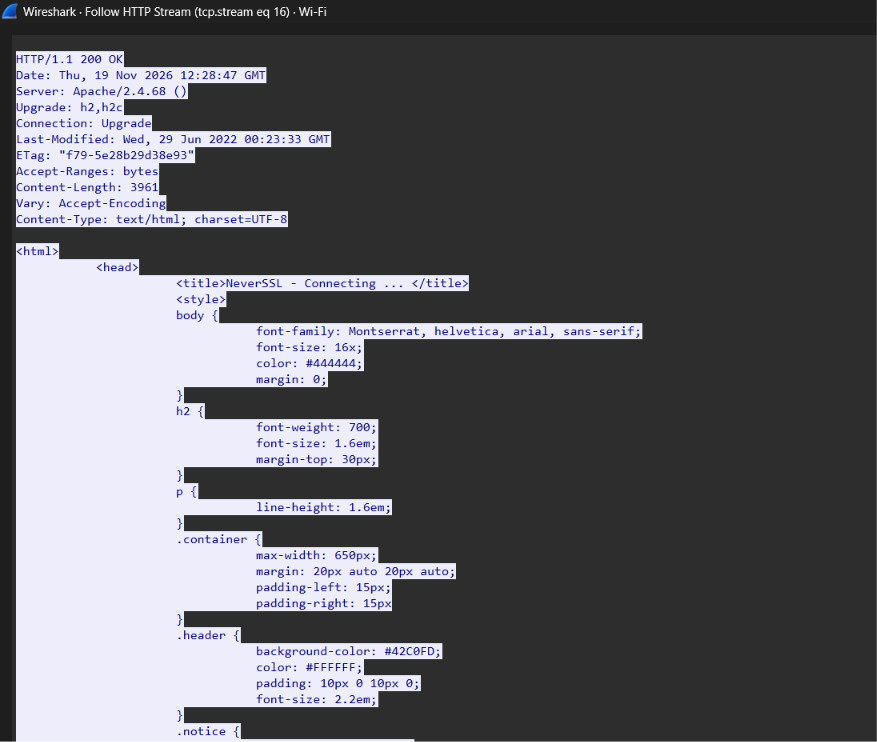 Wireshark · Follow HTTP Stream (tcp.stream eq 16) · Wi-Fi
HTTP/1.1 200 OK
Date: Thu, 19 Nov 2026 12:28:47 GMT
Server: Apache/2.4.68 ()
Upgrade: h2,h2c
Connection: Upgrade
Last-Modified: Wed, 29 Jun 2022 00:23:33 GMT
ETag: "f79-5e28b29d38e93"
Accept-Ranges: bytes
Content-Length: 3961
Vary: Accept-Encoding
Content-Type: text/html; charset=UTF-8
<html>
<head>
<title>NeverSSL - Connecting ... </title>
<style>
body {
font-family: Montserrat, helvetica, arial, sans-serif;
font-size: 16x;
color: #444444;
margin: 0;
}
h2 {
font-weight: 700;
font-size: 1.6em;
margin-top: 30px;
}
p {
line-height: 1.6em;
}
.container {
max-width: 650px;
margin: 20px auto 20px auto;
padding-left: 15px;
padding-right: 15px
}
.header {
background-color: #42C0FD;
color: #FFFFFF;
padding: 10px 0 10px 0;
font-size: 2.2em;
}
.notice {